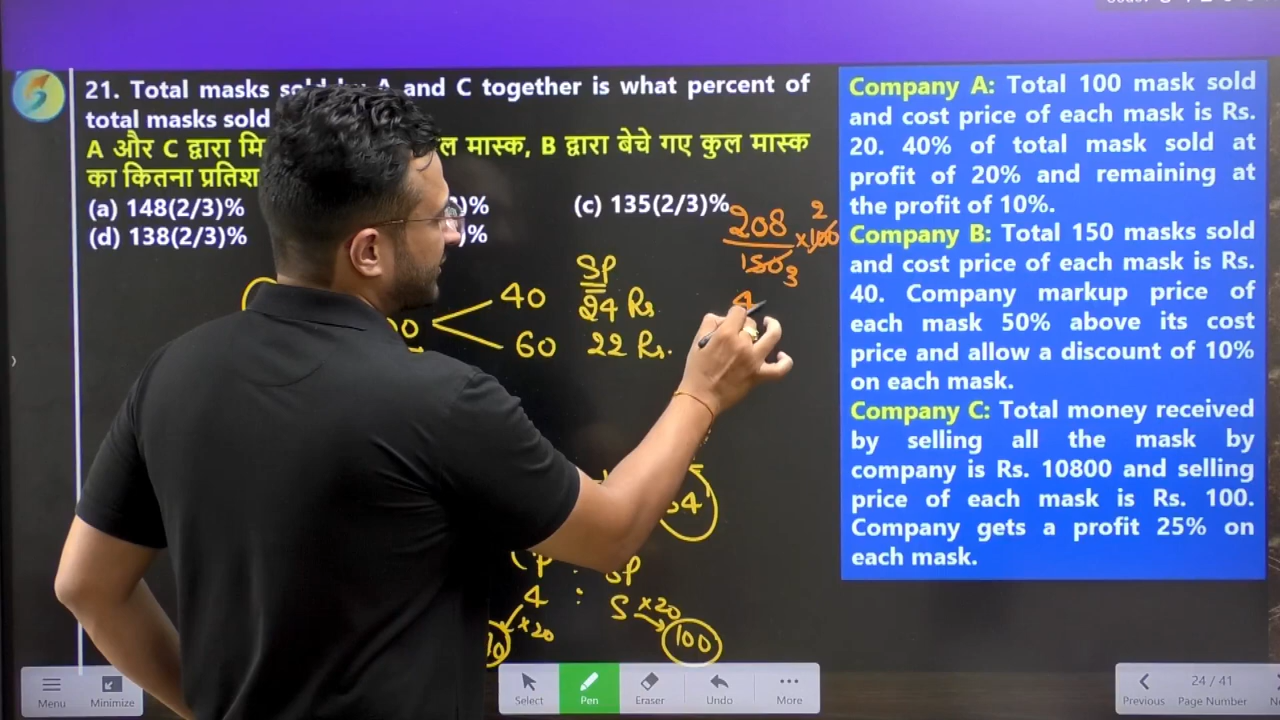 21. Total masks sold by A and C together is what percent of
total masks sold
A और C द्वारा मि ल मास्क, B द्वारा बेचे गए कुल मास्क
का कितना प्रतिश
(a) 148(2/3)% )% (c) 135(2/3)%
(d) 138(2/3)% )%
208
150 × 100 2
3
4
SP
40 24 Rs
60 22 Rs.
SP
4 : 5 ×20
×20 100
Company A: Total 100 mask sold
and cost price of each mask is Rs.
20. 40% of total mask sold at
profit of 20% and remaining at
the profit of 10%.
Company B: Total 150 masks sold
and cost price of each mask is Rs.
40. Company markup price of
each mask 50% above its cost
price and allow a discount of 10%
on each mask.
Company C: Total money received
by selling all the mask by
company is Rs. 10800 and selling
price of each mask is Rs. 100.
Company gets a profit 25% on
each mask.
Menu Minimize Select Pen Eraser Undo More Previous 24 / 41 Page Number